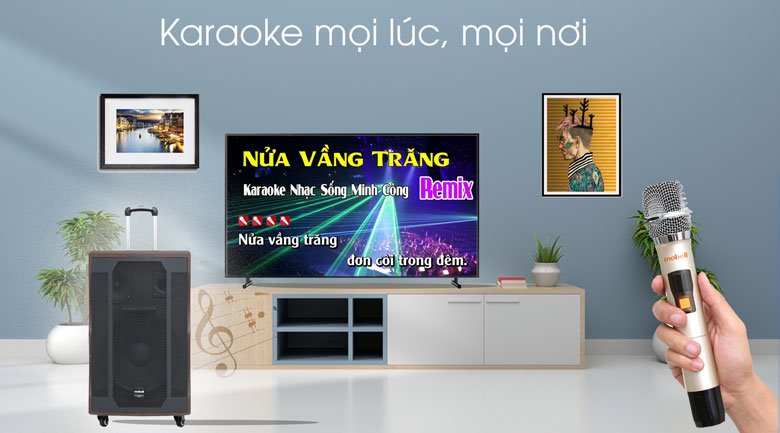 Karaoke mọi lúc, mọi nơi
NỬA VẦNG TRĂNG
Karaoke Nhạc Sống Minh Công Remix
Nửa vầng trăng
đơn côi trong đêm.
mobell
mobell